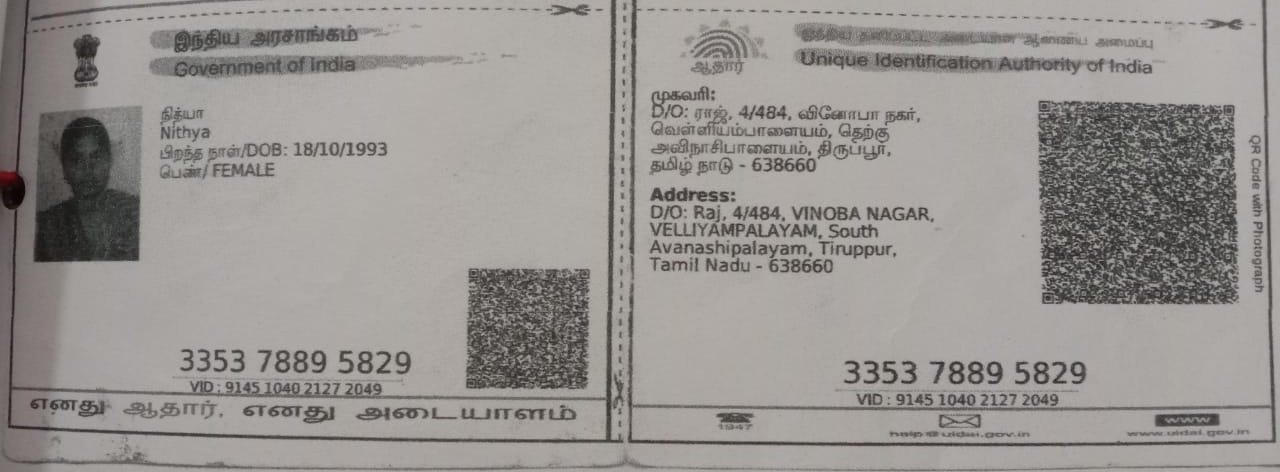 இந்திய அரசாங்கம்
Government of India
நித்யா
Nithya
பிறந்த நாள்/DOB: 18/10/1993
பெண்/ FEMALE
3353 7889 5829
VID : 9145 1040 2127 2049
எனது ஆதார், எனது அடையாளம்
ஆதார்
இந்திய தனிப்பட்ட அடையாள ஆணைய அமைப்பு
Unique Identification Authority of India
முகவரி:
D/O: ராஜ், 4/484, வினோபா நகர்,
வெள்ளியம்பாளையம், தெற்கு
அவிநாசிபாளையம், திருப்பூர்,
தமிழ் நாடு - 638660
Address:
D/O: Raj, 4/484, VINOBA NAGAR,
VELLIYAMPALAYAM, South
Avanashipalayam, Tiruppur,
Tamil Nadu - 638660
QR Code with Photograph
3353 7889 5829
VID : 9145 1040 2127 2049
1947
help@uidai.gov.in
www
www.uidai.gov.in